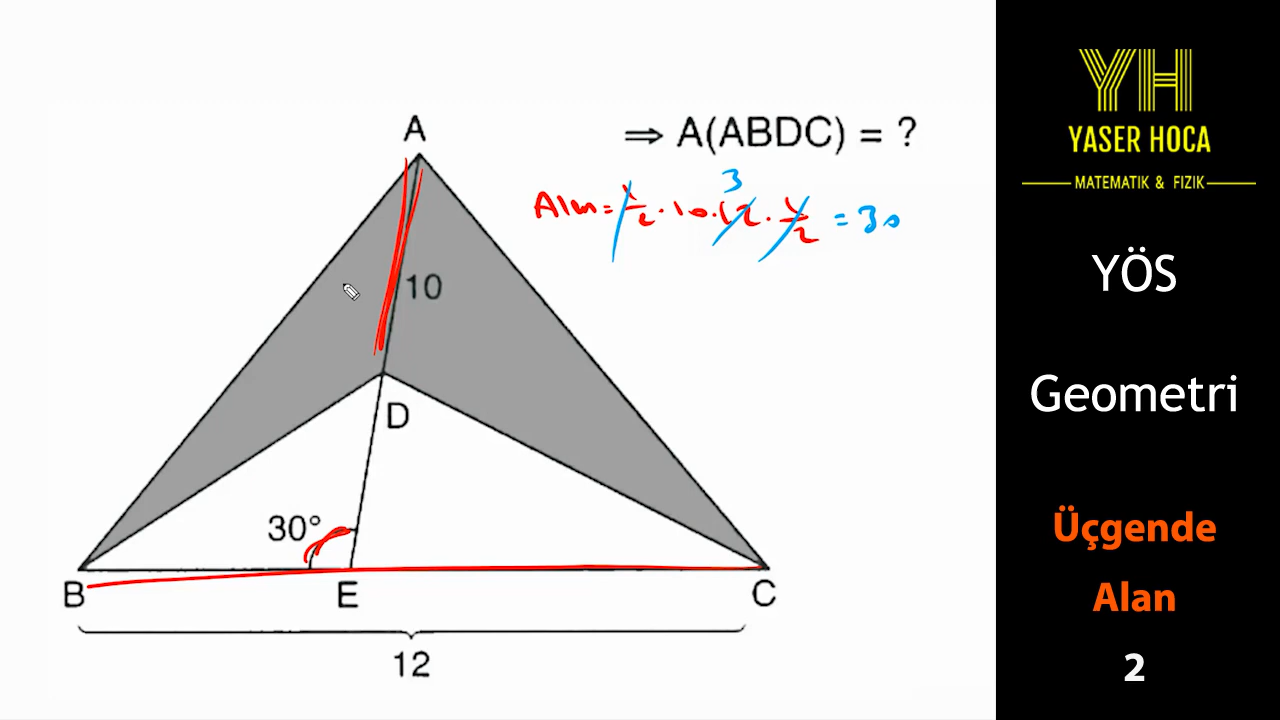 A
⇒ A(ABDC) = ?
3
Alan = 1/2 · 10 · 12 · 1/2 = 30
10
D
30°
B
E
C
12
YH
YASER HOCA
MATEMATIK & FIZIK
YÖS
Geometri
Üçgende
Alan
2